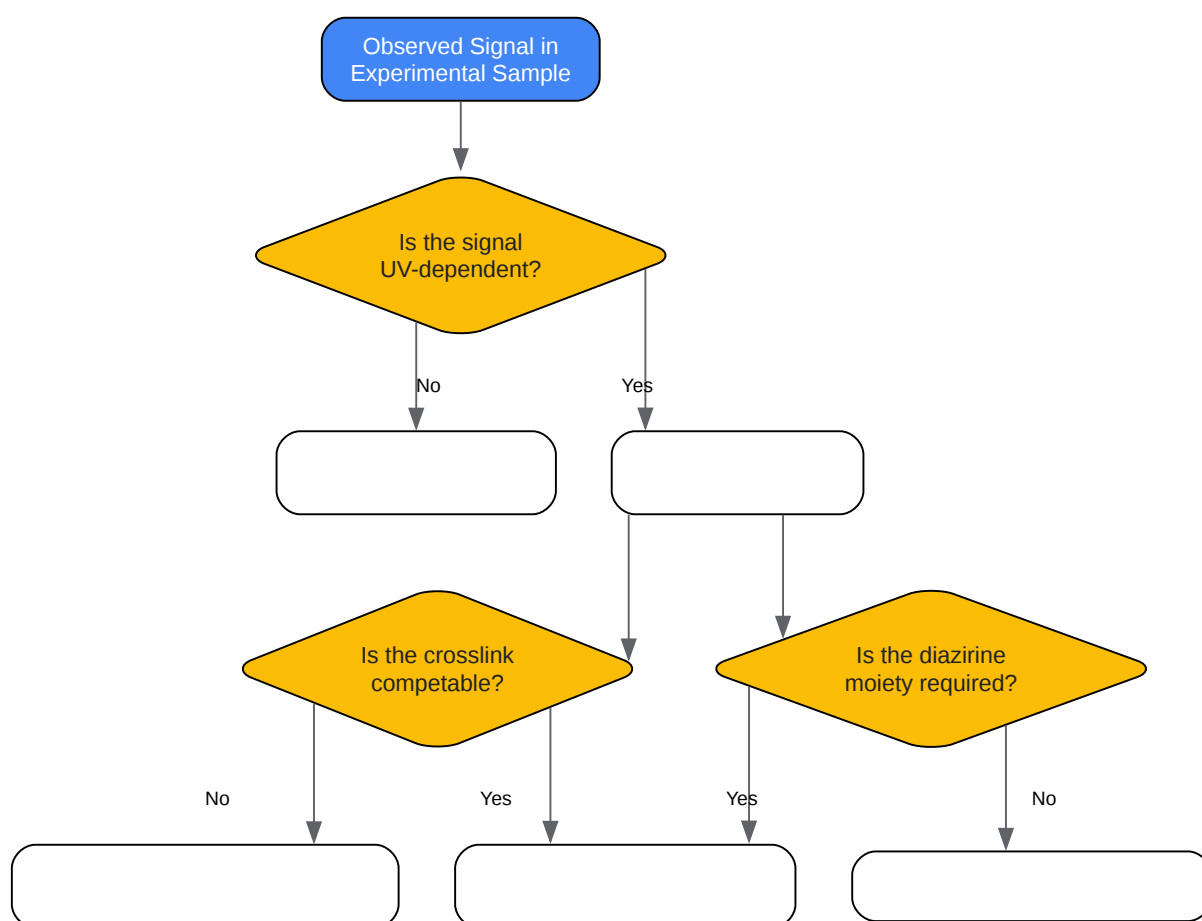 Observed Signal in
Experimental Sample
Is the signal
UV-dependent?
No
Yes
Is the crosslink
competable?
Is the diazirine
moiety required?
No
Yes
Yes
No